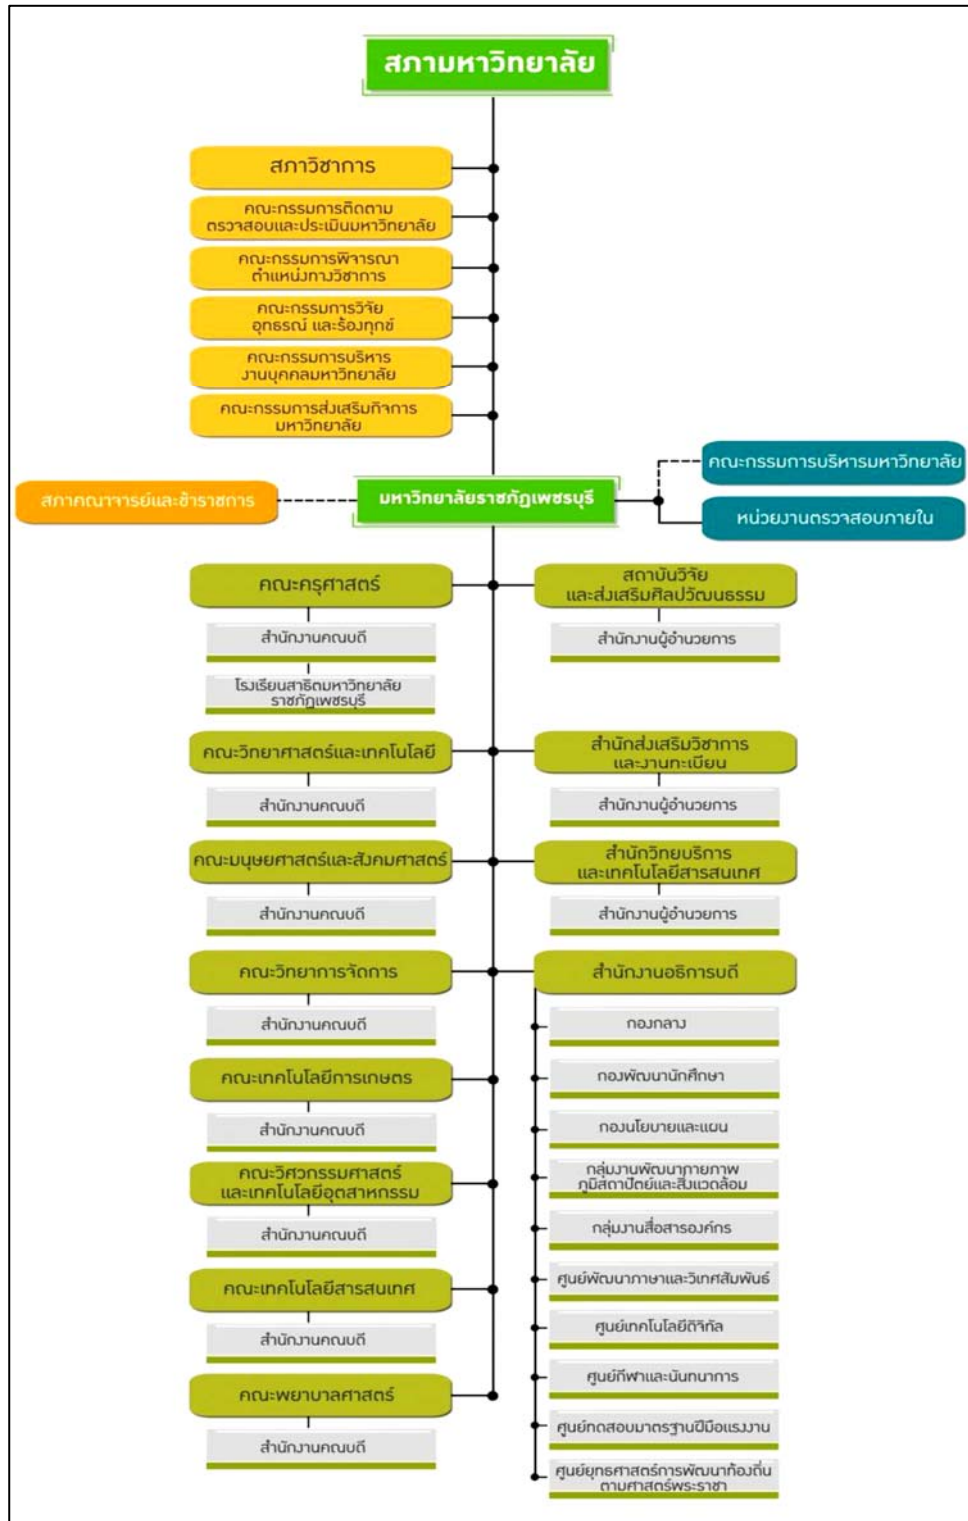 สภามหาวิทยาลัย
สภาวิชาการ
คณะกรรมการติดตาม
ตรวจสอบและประเมินมหาวิทยาลัย
คณะกรรมการพิจารณา
ตำแหน่งทางวิชาการ
คณะกรรมการวิจัย
อุทธรณ์ และร้องทุกข์
คณะกรรมการบริหาร
งานบุคคลมหาวิทยาลัย
คณะกรรมการส่งเสริมกิจการ
มหาวิทยาลัย
สภาคณาจารย์และข้าราชการ
มหาวิทยาลัยราชภัฏเพชรบุรี
คณะกรรมการบริหารมหาวิทยาลัย
หน่วยงานตรวจสอบภายใน
คณะครุศาสตร์
สำนักงานคณบดี
โรงเรียนสาธิตมหาวิทยาลัย
ราชภัฏเพชรบุรี
คณะวิทยาศาสตร์และเทคโนโลยี
สำนักงานคณบดี
คณะมนุษยศาสตร์และสังคมศาสตร์
สำนักงานคณบดี
คณะวิทยาการจัดการ
สำนักงานคณบดี
คณะเทคโนโลยีการเกษตร
สำนักงานคณบดี
คณะวิศวกรรมศาสตร์
และเทคโนโลยีอุตสาหกรรม
สำนักงานคณบดี
คณะเทคโนโลยีสารสนเทศ
สำนักงานคณบดี
คณะพยาบาลศาสตร์
สำนักงานคณบดี
สถาบันวิจัย
และส่งเสริมศิลปวัฒนธรรม
สำนักงานผู้อำนวยการ
สำนักส่งเสริมวิชาการ
และงานทะเบียน
สำนักงานผู้อำนวยการ
สำนักวิทยบริการ
และเทคโนโลยีสารสนเทศ
สำนักงานผู้อำนวยการ
สำนักงานอธิการบดี
กองกลาง
กองพัฒนานักศึกษา
กองนโยบายและแผน
กลุ่มงานพัฒนากายภาพ
ภูมิสถาปัตย์และสิ่งแวดล้อม
กลุ่มงานสื่อสารองค์กร
ศูนย์พัฒนาภาษาและวิเทศสัมพันธ์
ศูนย์เทคโนโลยีดิจิทัล
ศูนย์กีฬาและนันทนาการ
ศูนย์ทดสอบมาตรฐานฝีมือแรงงาน
ศูนย์ยุทธศาสตร์การพัฒนาท้องถิ่น
ตามศาสตร์พระราชา